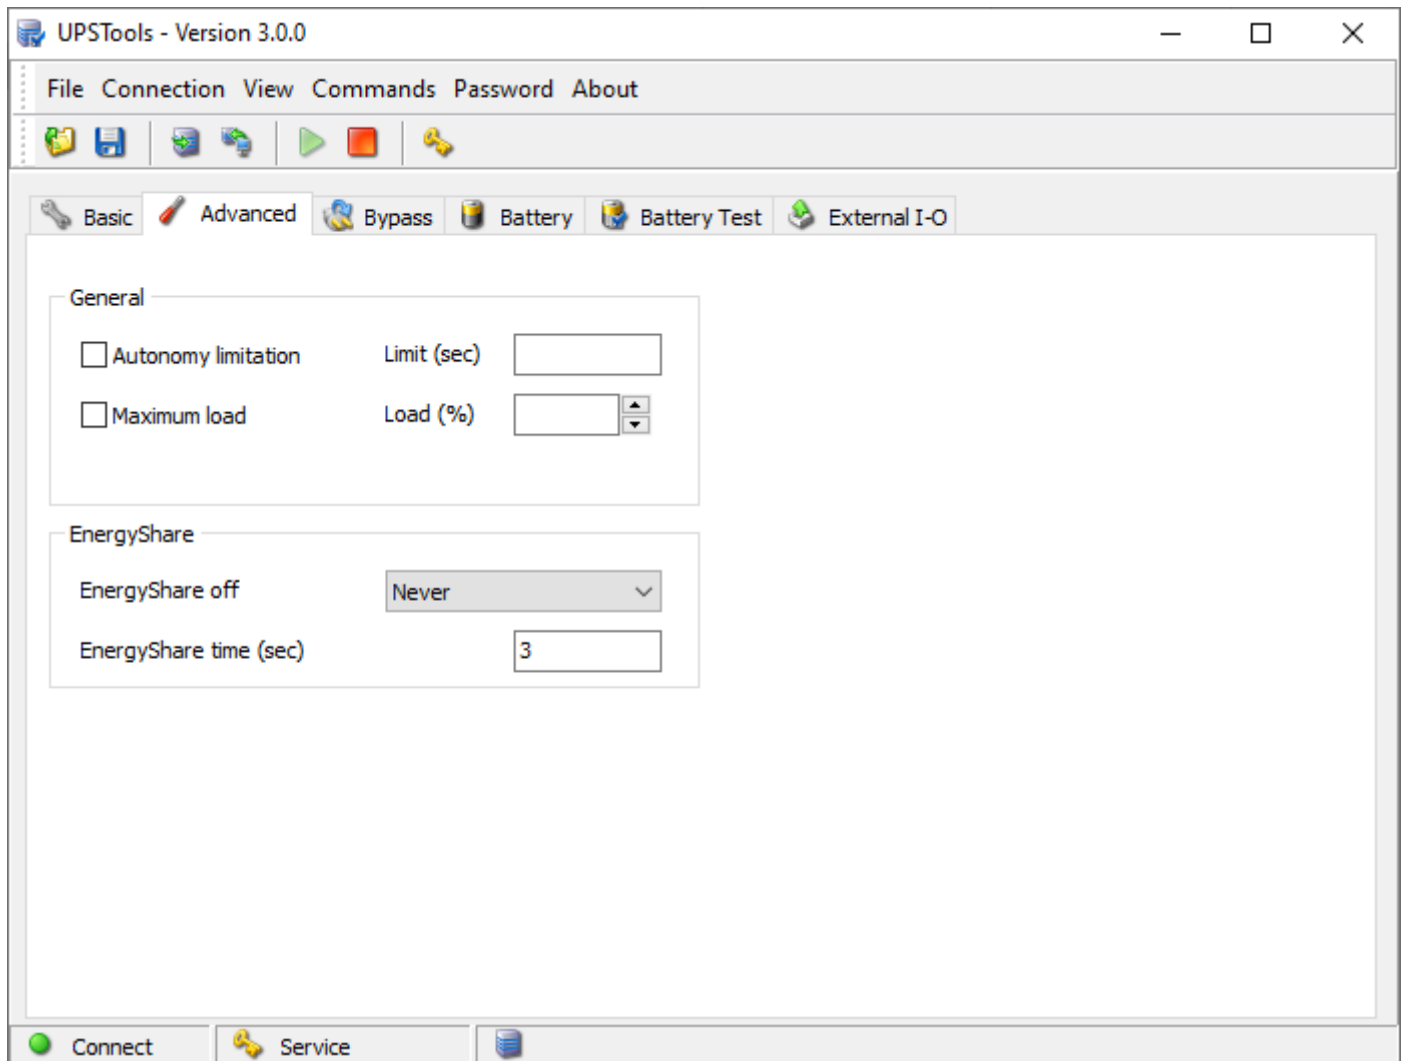 UPSTools - Version 3.0.0
File Connection View Commands Password About
Basic Advanced Bypass Battery Battery Test External I-O
General
Autonomy limitation Limit (sec)
Maximum load Load (%)
EnergyShare
EnergyShare off Never
EnergyShare time (sec) 3
Connect Service